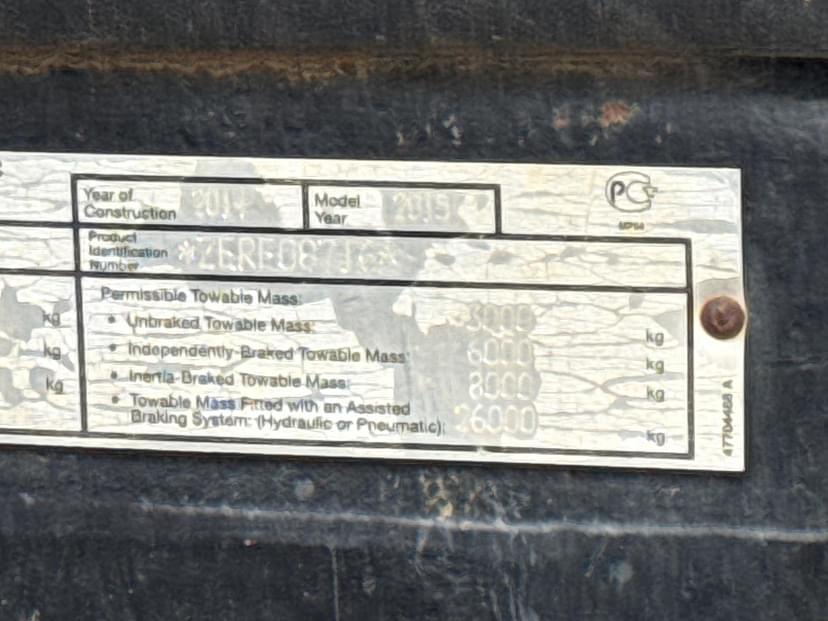 Year of
Construction
Model
Year 2015
Product
Identification
Number
Permissible Towable Mass:
• Unbraked Towable Mass: 3000 kg
• Independently-Braked Towable Mass: 6000 kg
• Inertia-Braked Towable Mass: 8000 kg
• Towable Mass Fitted with an Assisted
Braking System: (Hydraulic or Pneumatic): 26000 kg
kg
kg
kg
47704488 A